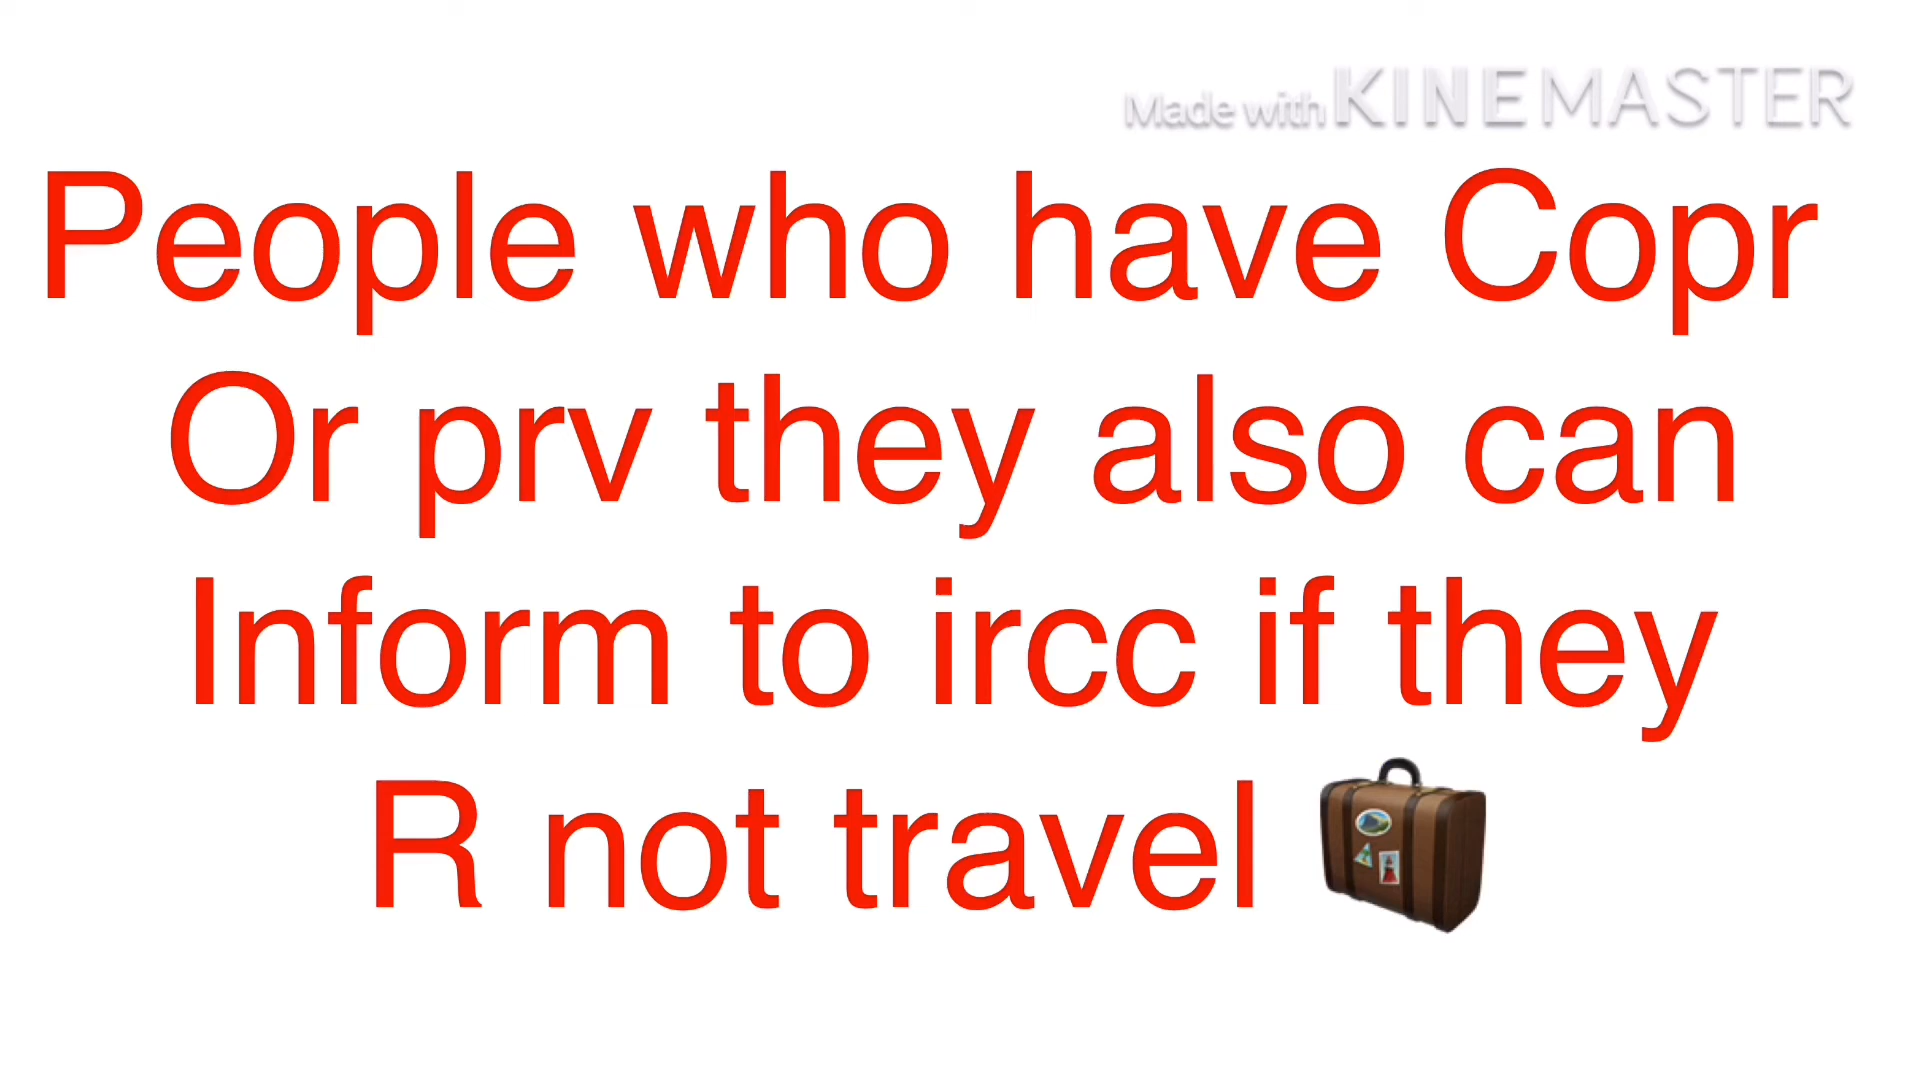 Made with KINEMASTER
People who have Copr
Or prv they also can
Inform to ircc if they
R not travel 🧳